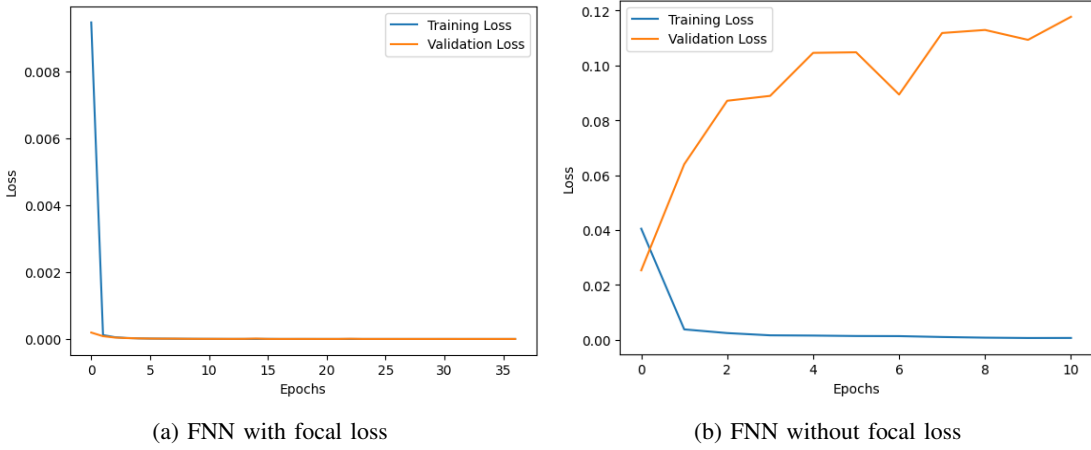 Training Loss
Validation Loss
0.008
0.006
0.004
0.002
0.000
Loss
0 5 10 15 20 25 30 35
Epochs
(a) FNN with focal loss
Training Loss
Validation Loss
0.12
0.10
0.08
0.06
0.04
0.02
0.00
Loss
0 2 4 6 8 10
Epochs
(b) FNN without focal loss